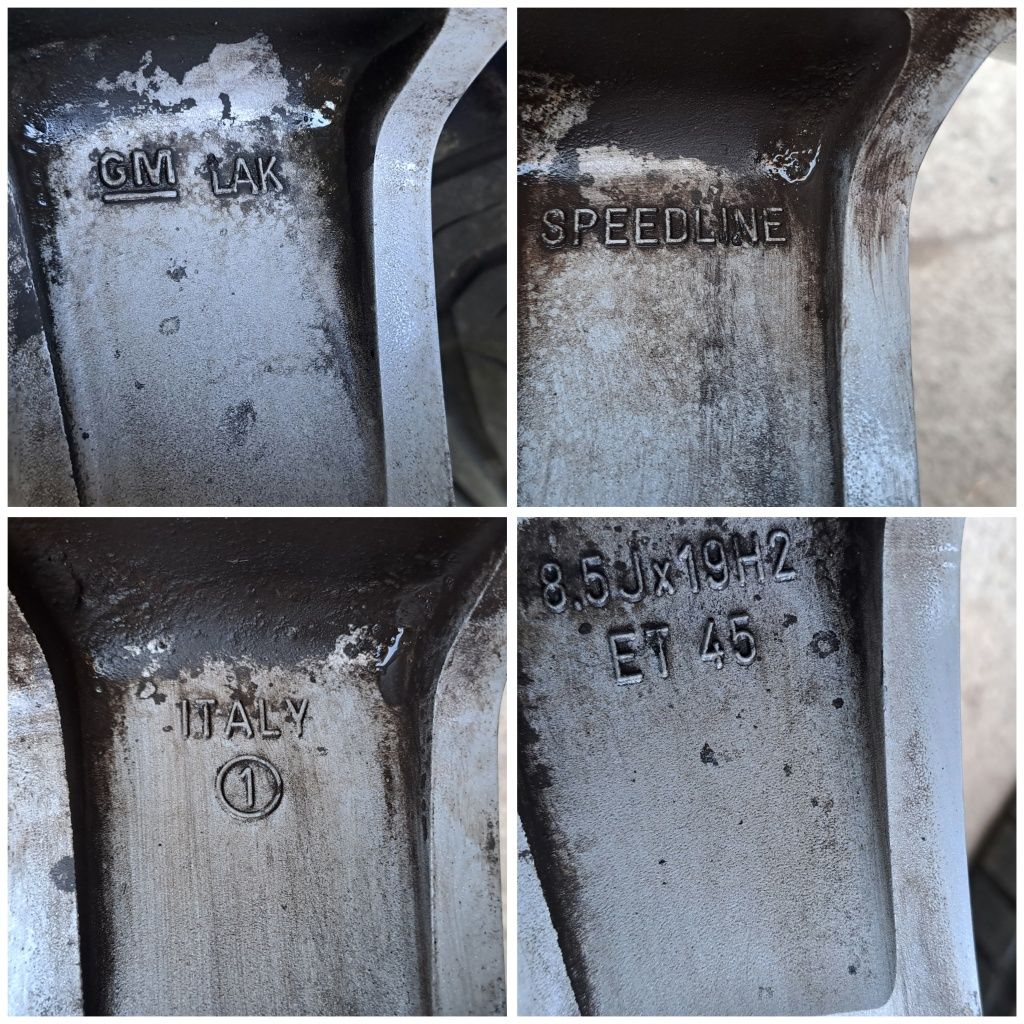 GM LAK
SPEEDLINE
ITALY
1
8.5Jx19H2
ET 45